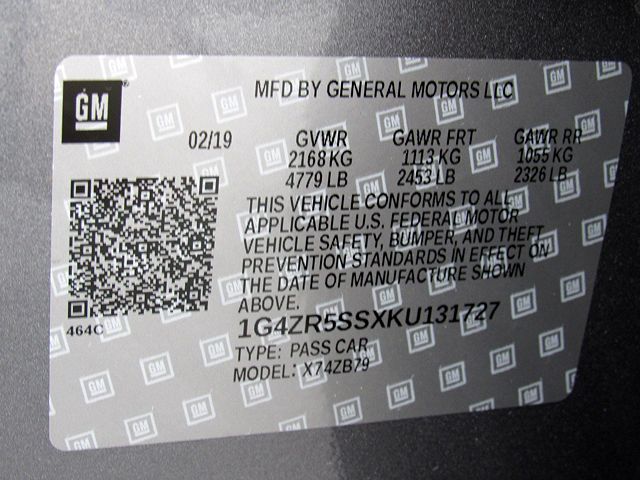 GM
MFD BY GENERAL MOTORS LLC
02/19 GVWR GAWR FRT GAWR RR
2168 KG 1113 KG 1055 KG
4779 LB 2453 LB 2326 LB
THIS VEHICLE CONFORMS TO ALL
APPLICABLE U.S. FEDERAL MOTOR
VEHICLE SAFETY, BUMPER, AND THEFT
PREVENTION STANDARDS IN EFFECT ON
THE DATE OF MANUFACTURE SHOWN
ABOVE.
464C
1G4ZR5SSXKU131727
TYPE: PASS CAR
MODEL: X74ZB79